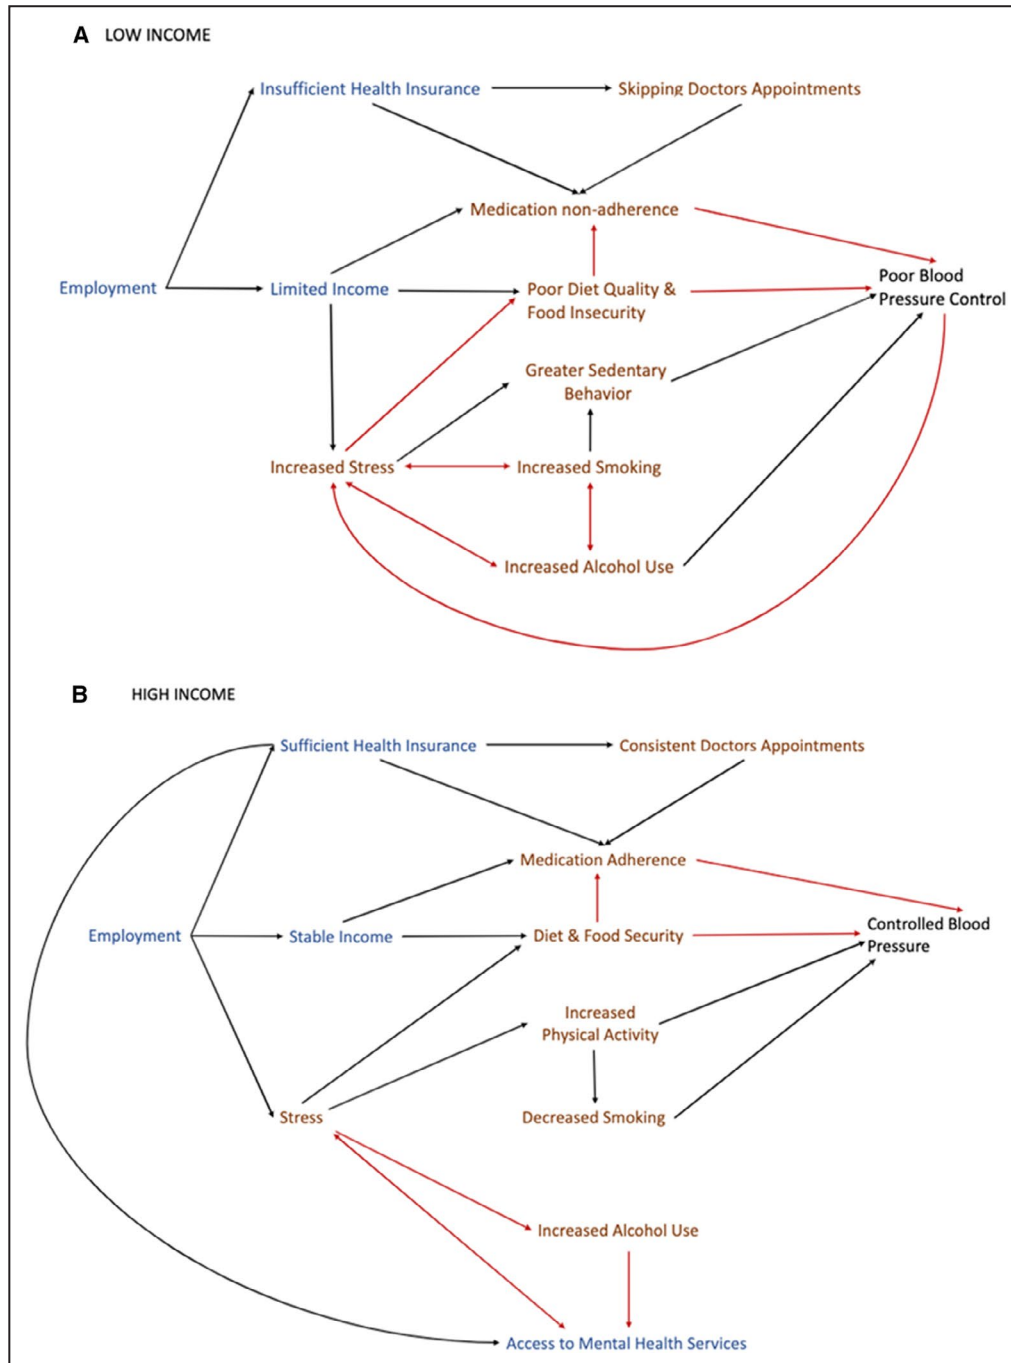 A LOW INCOME
Insufficient Health Insurance
Skipping Doctors Appointments
Medication non-adherence
Employment
Limited Income
Poor Diet Quality &
Food Insecurity
Poor Blood
Pressure Control
Greater Sedentary
Behavior
Increased Stress
Increased Smoking
Increased Alcohol Use
B HIGH INCOME
Sufficient Health Insurance
Consistent Doctors Appointments
Medication Adherence
Employment
Stable Income
Diet & Food Security
Controlled Blood
Pressure
Increased
Physical Activity
Stress
Decreased Smoking
Increased Alcohol Use
Access to Mental Health Services